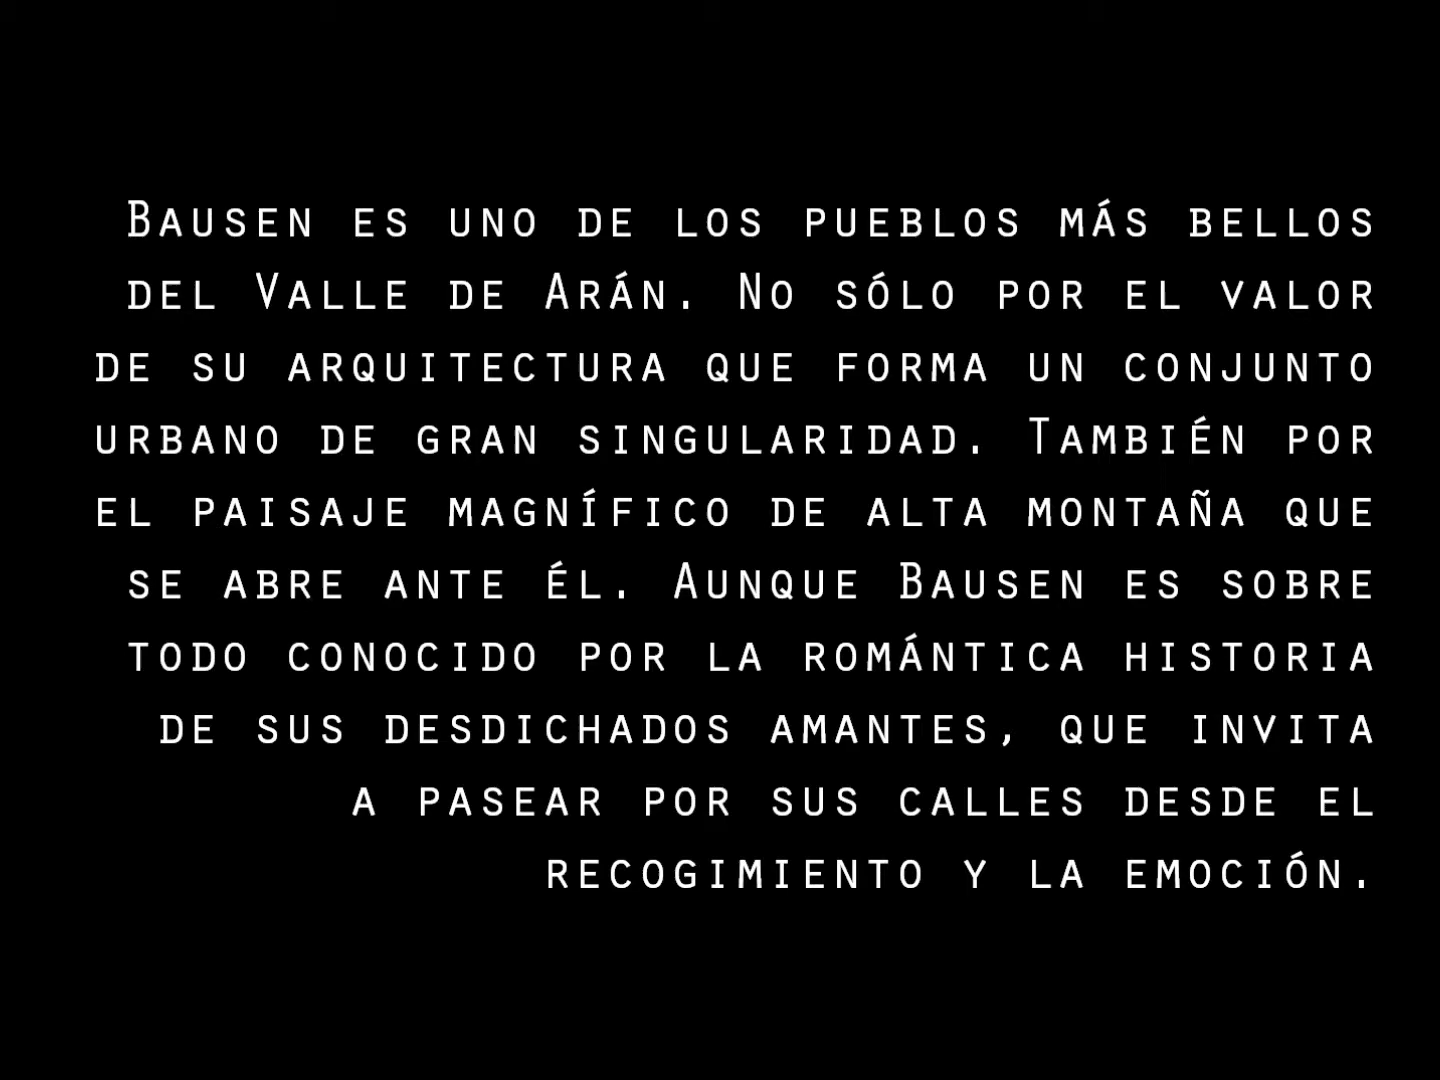 Bausen es uno de los pueblos más bellos
del Valle de Arán. No sólo por el valor
de su arquitectura que forma un conjunto
urbano de gran singularidad. También por
el paisaje magnífico de alta montaña que
se abre ante él. Aunque Bausen es sobre
todo conocido por la romántica historia
de sus desdichados amantes, que invita
a pasear por sus calles desde el
recogimiento y la emoción.